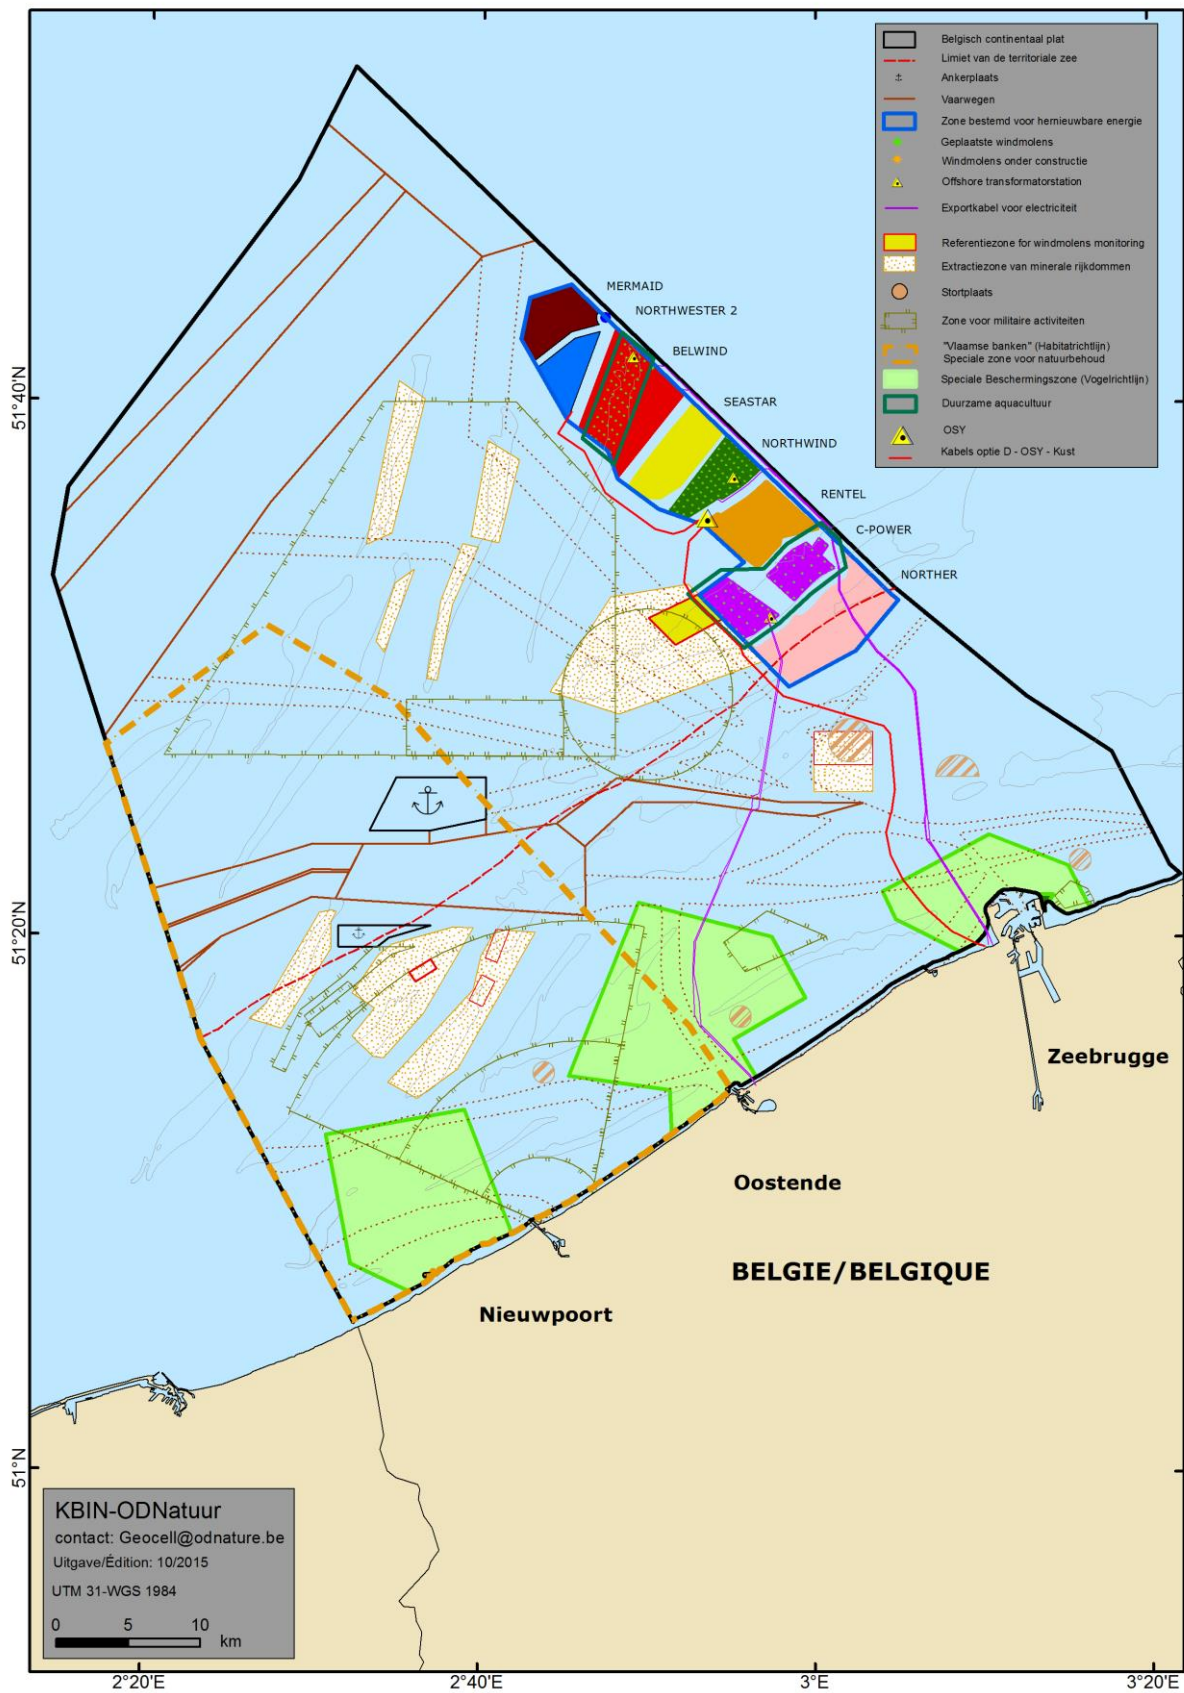 Belgisch continentaal plat
Limiet van de territoriale zee
Ankerplaats
Vaarwegen
Zone bestemd voor hernieuwbare energie
Geplaatste windmolens
Windmolens onder constructie
Offshore transformatorstation
Exportkabel voor electriciteit
Referentiezone for windmolens monitoring
Extractiezone van minerale rijkdommen
Stortplaats
Zone voor militaire activiteiten
"Vlaamse banken" (Habitatrichtlijn)
Speciale zone voor natuurbehoud
Speciale Beschermingszone (Vogelrichtlijn)
Duurzame aquacultuur
OSY
Kabels optie D - OSY - Kust
MERMAID
NORTHWESTER 2
BELWIND
SEASTAR
NORTHWIND
RENTEL
C-POWER
NORTHER
51°40'N
51°20'N
51°N
Zeebrugge
Oostende
BELGIE/BELGIQUE
Nieuwpoort
KBIN-ODNatuur
contact: Geocell@odnature.be
Uitgave/Édition: 10/2015
UTM 31-WGS 1984
0 5 10
km
2°20'E 2°40'E 3°E 3°20'E